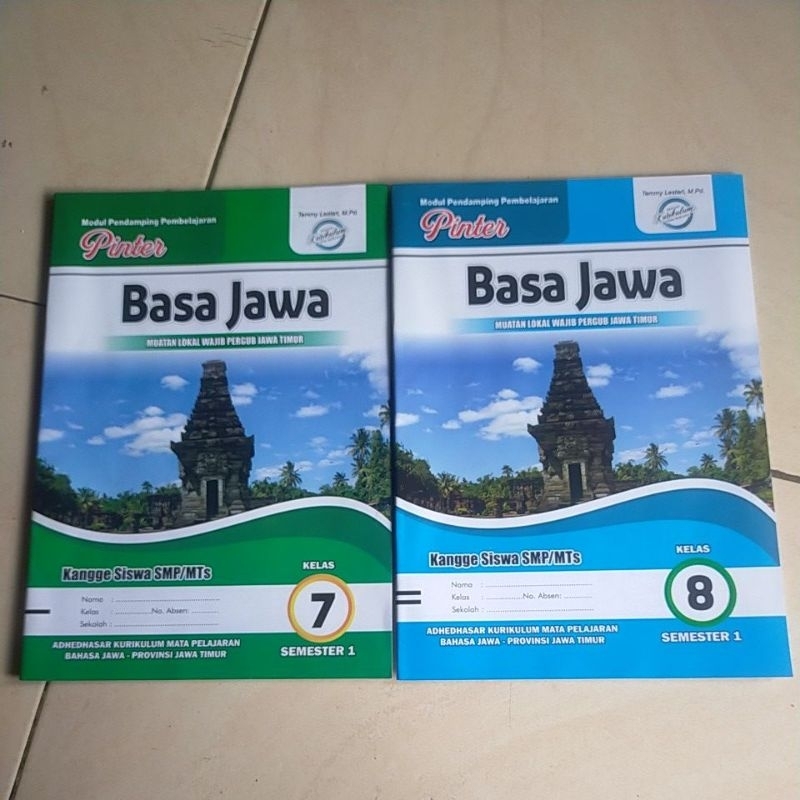 Modul Pendamping Pembelajaran
Pinter
Temmy Lestari, M.Pd.
Kurikulum
Basa Jawa
MUATAN LOKAL WAJIB PERGUB JAWA TIMUR
Kangge Siswa SMP/MTs
Nama : ..............................
Kelas : ...............No. Absen: ..........
Sekolah : ..............................
KELAS
7
SEMESTER 1
ADHEDHASAR KURIKULUM MATA PELAJARAN
BAHASA JAWA - PROVINSI JAWA TIMUR
Modul Pendamping Pembelajaran
Pinter
Temmy Lestari, M.Pd.
Kurikulum
Basa Jawa
MUATAN LOKAL WAJIB PERGUB JAWA TIMUR
Kangge Siswa SMP/MTs
Nama : ..............................
Kelas : ...............No. Absen: ..........
Sekolah : ..............................
KELAS
8
SEMESTER 1
ADHEDHASAR KURIKULUM MATA PELAJARAN
BAHASA JAWA - PROVINSI JAWA TIMUR